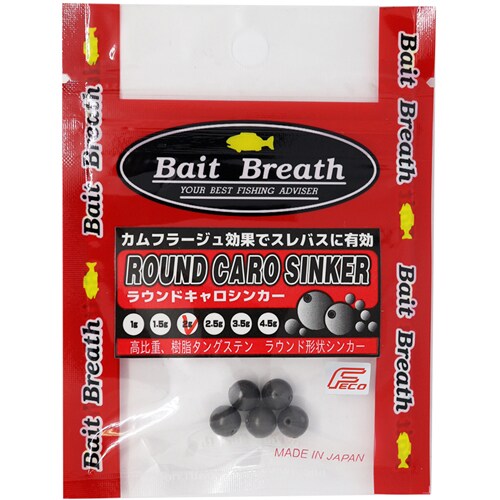 Bait Breath
Bait Breath
Bait Breath
Bait Breath
Bait Breath
YOUR BEST FISHING ADVISER
カムフラージュ効果でスレバスに有効
ROUND CARO SINKER
ラウンドキャロシンカー
1g 1.5g 2g 2.5g 3.5g 4.5g
高比重、樹脂タングステン ラウンド形状シンカー
FECO
MADE IN JAPAN